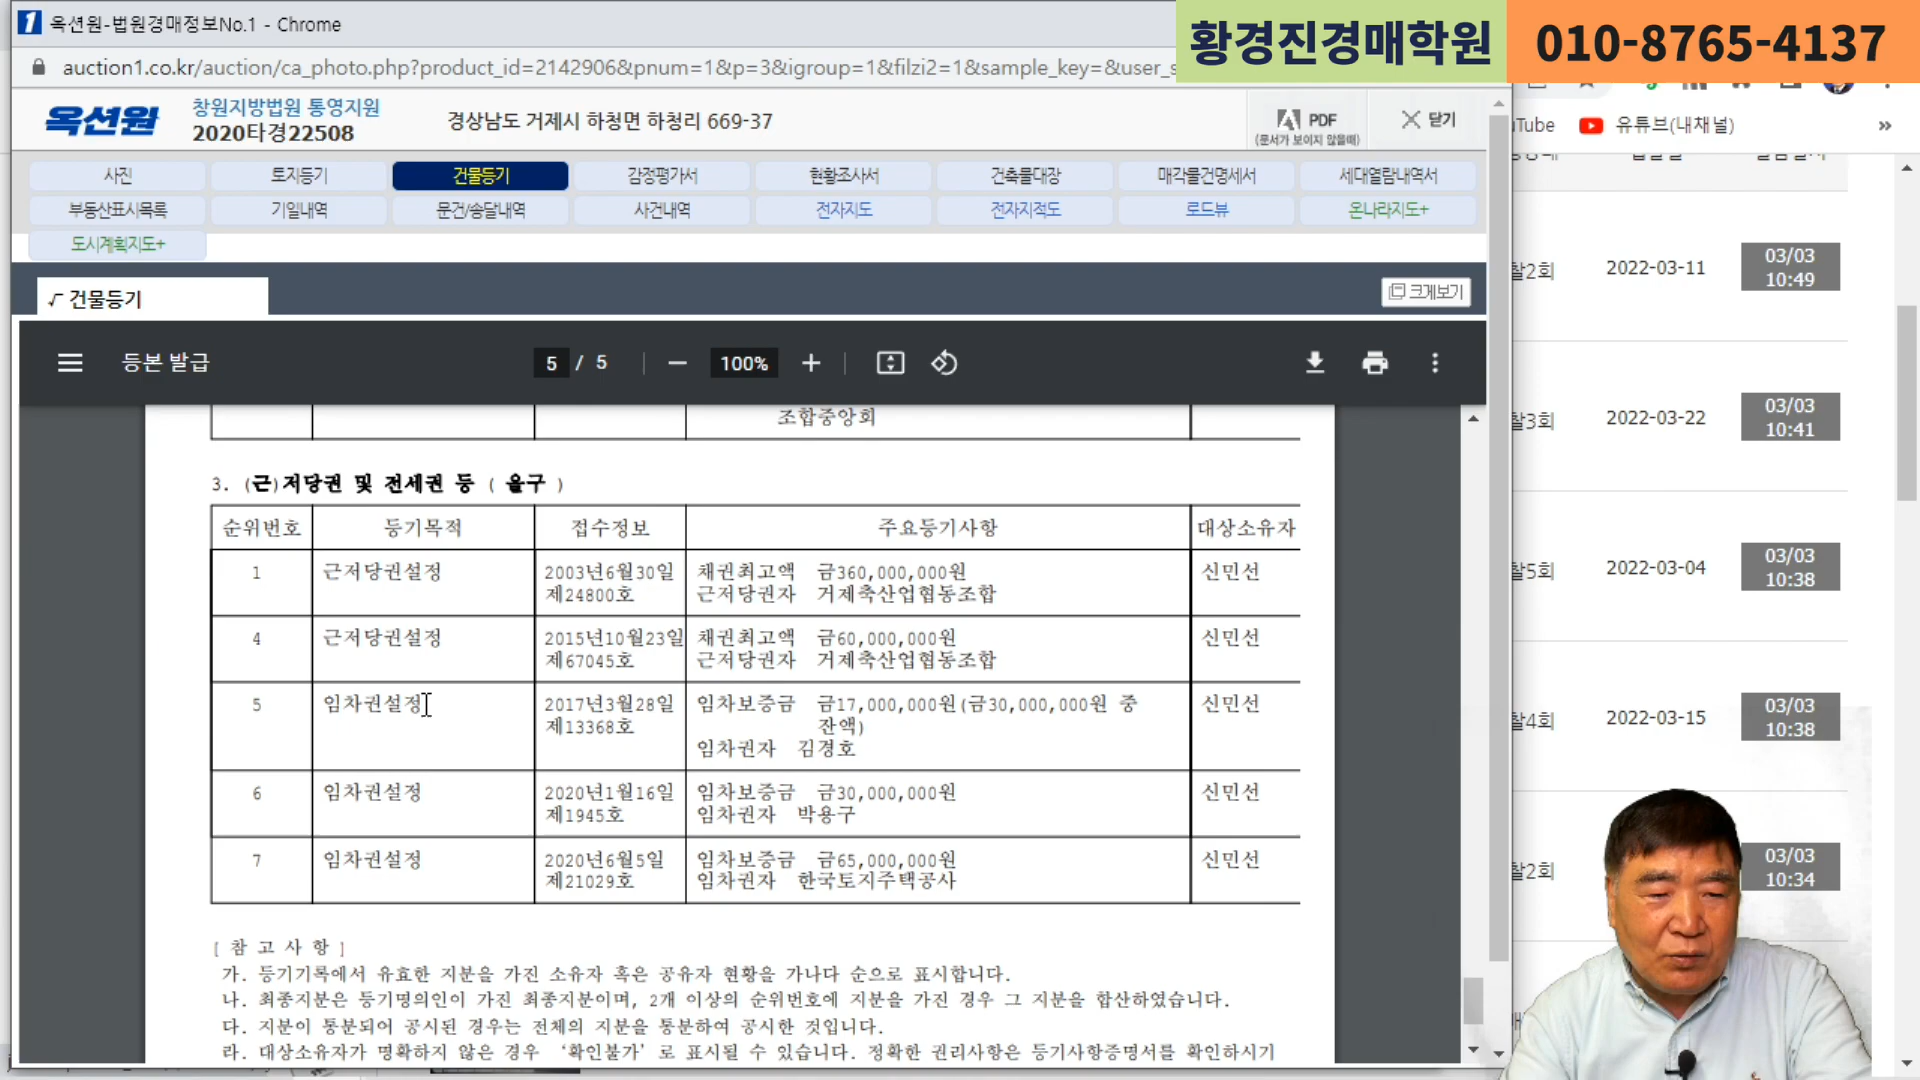 옥션원-법원경매정보No.1 - Chrome
황경진경매학원 010-8765-4137
auction1.co.kr/auction/ca_photo.php?product_id=2142906&pnum=1&p=3&igroup=1&filzi2=1&sample_key=&user_s
옥션원
창원지방법원 통영지원
2020타경22508
경상남도 거제시 하청면 하청리 669-37
PDF
(문서가 보이지 않을때)
닫기
uTube 유튜브(내채널) »
사진 토지등기 건물등기 감정평가서 현황조사서 건축물대장 매각물건명세서 세대열람내역서
부동산표시목록 기일내역 문건/송달내역 사건내역 전자지도 전자지적도 로드뷰 온나라지도+
도시계획지도+
√ 건물등기
크게보기
등본 발급 5 / 5 100%
조합중앙회
3. (근)저당권 및 전세권 등 ( 을구 )
순위번호 등기목적 접수정보 주요등기사항 대상소유자
1 근저당권설정 2003년6월30일 채권최고액 금360,000,000원 신민선
제24800호 근저당권자 거제축산업협동조합
4 근저당권설정 2015년10월23일 채권최고액 금60,000,000원 신민선
제67045호 근저당권자 거제축산업협동조합
5 임차권설정 2017년3월28일 임차보증금 금17,000,000원(금30,000,000원 중 신민선
제13368호 잔액)
임차권자 김경호
6 임차권설정 2020년1월16일 임차보증금 금30,000,000원 신민선
제1945호 임차권자 박용구
7 임차권설정 2020년6월5일 임차보증금 금65,000,000원 신민선
제21029호 임차권자 한국토지주택공사
[ 참 고 사 항 ]
가. 등기기록에서 유효한 지분을 가진 소유자 혹은 공유자 현황을 가나다 순으로 표시합니다.
나. 최종지분은 등기명의인이 가진 최종지분이며, 2개 이상의 순위번호에 지분을 가진 경우 그 지분을 합산하였습니다.
다. 지분이 통분되어 공시된 경우는 전체의 지분을 통분하여 공시한 것입니다.
라. 대상소유자가 명확하지 않은 경우 ‘확인불가’로 표시될 수 있습니다. 정확한 권리사항은 등기사항증명서를 확인하시기
찰2회 2022-03-11 03/03
10:49
찰3회 2022-03-22 03/03
10:41
찰5회 2022-03-04 03/03
10:38
찰4회 2022-03-15 03/03
10:38
찰2회 03/03
10:34